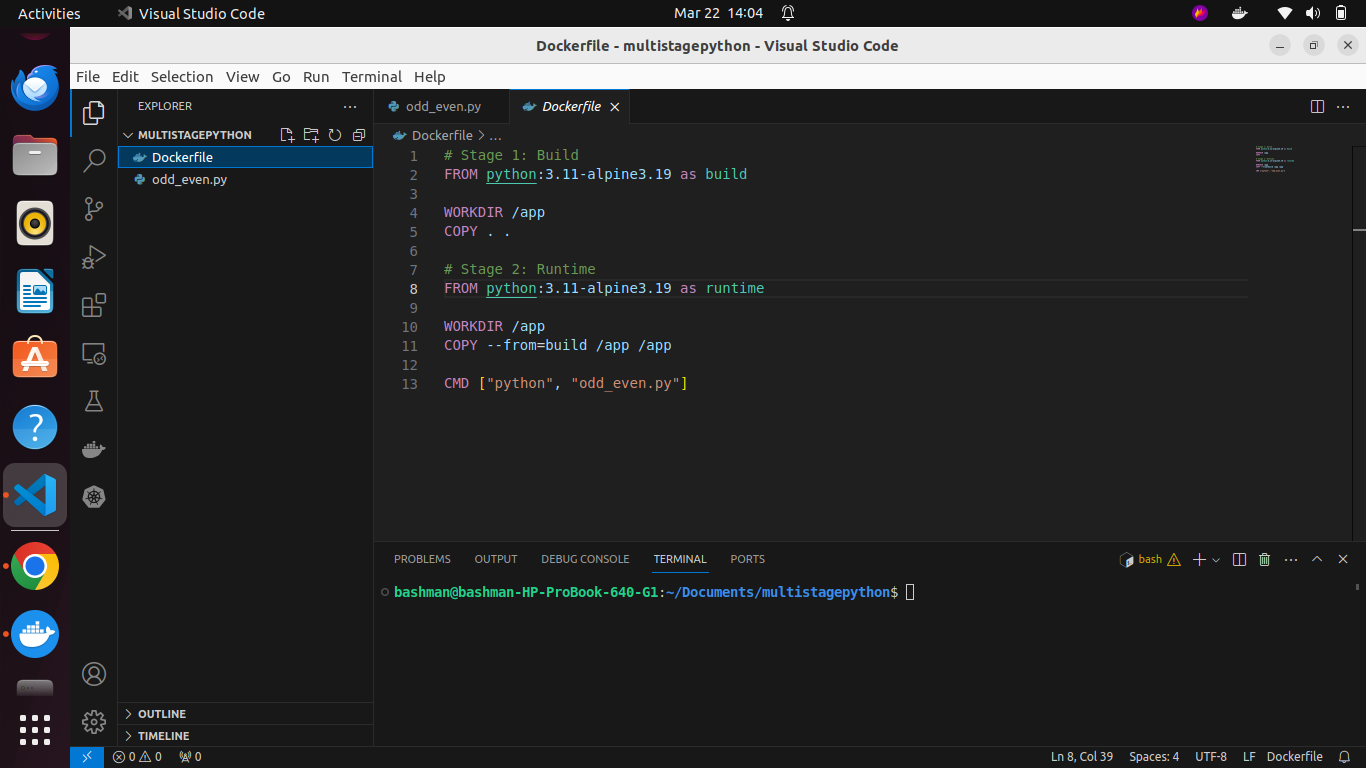 Activities Visual Studio Code Mar 22 14:04
Dockerfile - multistagepython - Visual Studio Code
File Edit Selection View Go Run Terminal Help
EXPLORER
MULTISTAGEPYTHON
Dockerfile
odd_even.py
OUTLINE
TIMELINE
odd_even.py Dockerfile
Dockerfile > ...
1 # Stage 1: Build
2 FROM python:3.11-alpine3.19 as build
3
4 WORKDIR /app
5 COPY . .
6
7 # Stage 2: Runtime
8 FROM python:3.11-alpine3.19 as runtime
9
10 WORKDIR /app
11 COPY --from=build /app /app
12
13 CMD ["python", "odd_even.py"]
PROBLEMS OUTPUT DEBUG CONSOLE TERMINAL PORTS bash
bashman@bashman-HP-ProBook-640-G1:~/Documents/multistagepython$
0 0 0 Ln 8, Col 39 Spaces: 4 UTF-8 LF Dockerfile